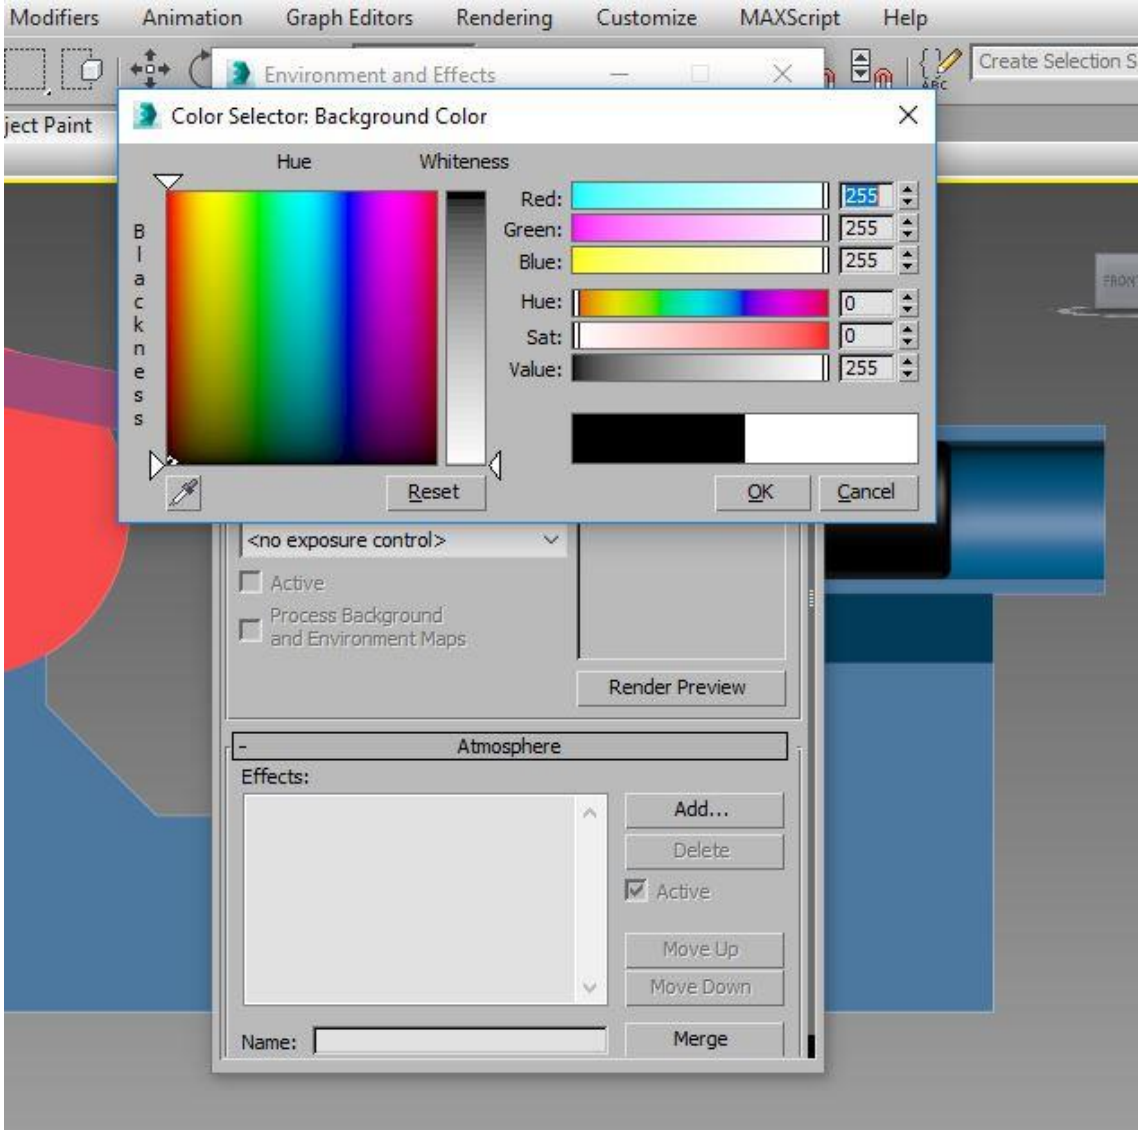 Modifiers Animation Graph Editors Rendering Customize MAXScript Help
Environment and Effects
ABC
Create Selection S
ject Paint
Color Selector: Background Color
Hue Whiteness
Blackness
Red: 255
Green: 255
Blue: 255
Hue: 0
Sat: 0
Value: 255
Reset OK Cancel
FRONT
<no exposure control>
Active
Process Background
and Environment Maps
Render Preview
- Atmosphere
Effects:
Add...
Delete
Active
Move Up
Move Down
Name: Merge